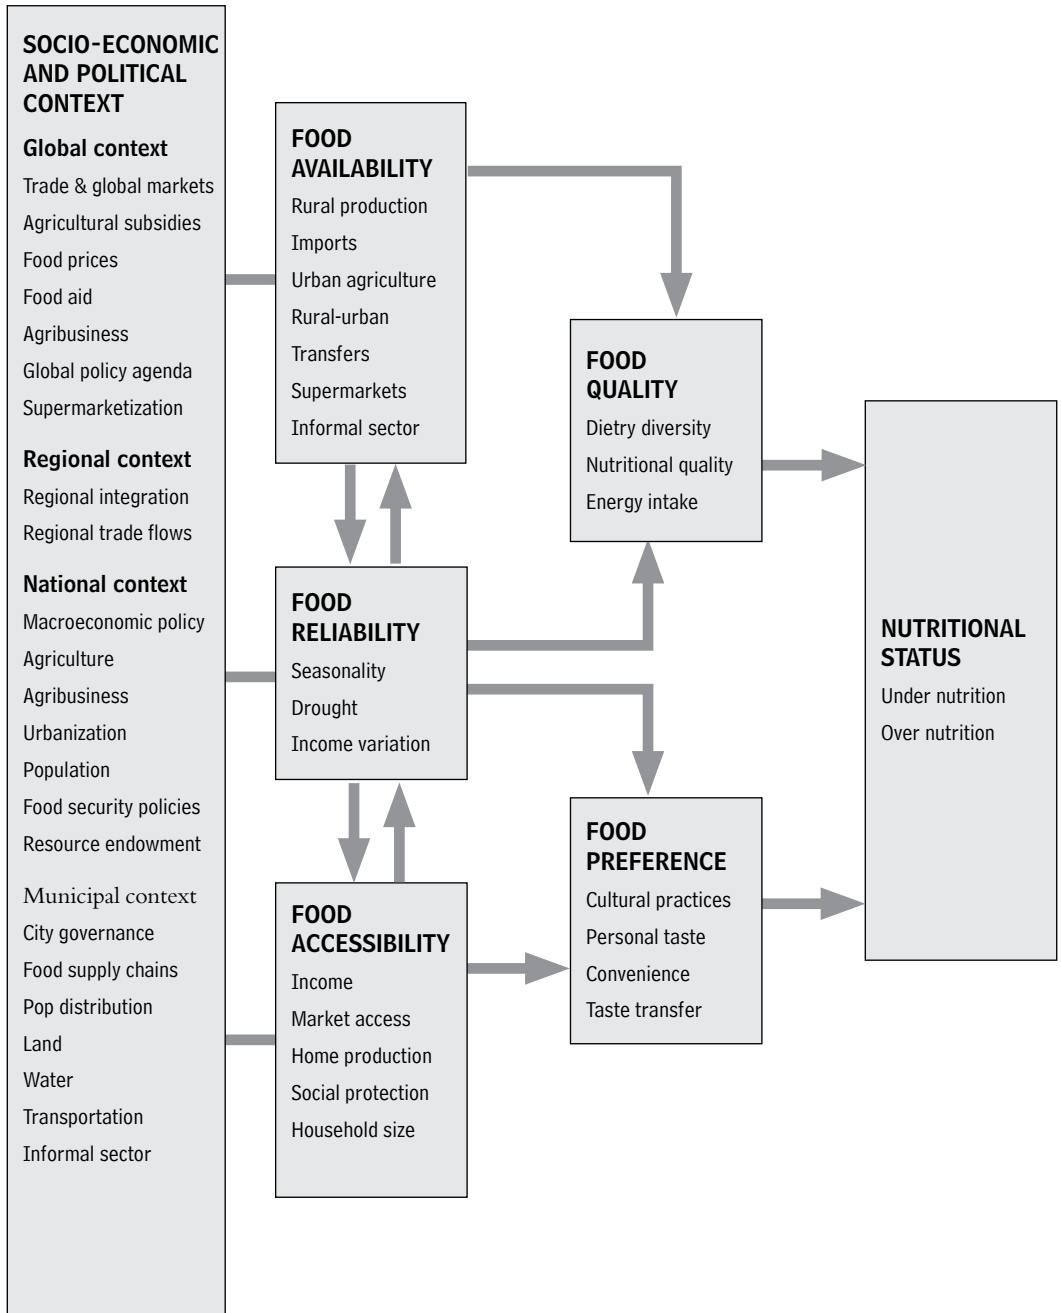 SOCIO-ECONOMIC
AND POLITICAL
CONTEXT
Global context
Trade & global markets
Agricultural subsidies
Food prices
Food aid
Agribusiness
Global policy agenda
Supermarketization
Regional context
Regional integration
Regional trade flows
National context
Macroeconomic policy
Agriculture
Agribusiness
Urbanization
Population
Food security policies
Resource endowment
Municipal context
City governance
Food supply chains
Pop distribution
Land
Water
Transportation
Informal sector
FOOD
AVAILABILITY
Rural production
Imports
Urban agriculture
Rural-urban
Transfers
Supermarkets
Informal sector
FOOD
RELIABILITY
Seasonality
Drought
Income variation
FOOD
ACCESSIBILITY
Income
Market access
Home production
Social protection
Household size
FOOD
QUALITY
Dietry diversity
Nutritional quality
Energy intake
FOOD
PREFERENCE
Cultural practices
Personal taste
Convenience
Taste transfer
NUTRITIONAL
STATUS
Under nutrition
Over nutrition